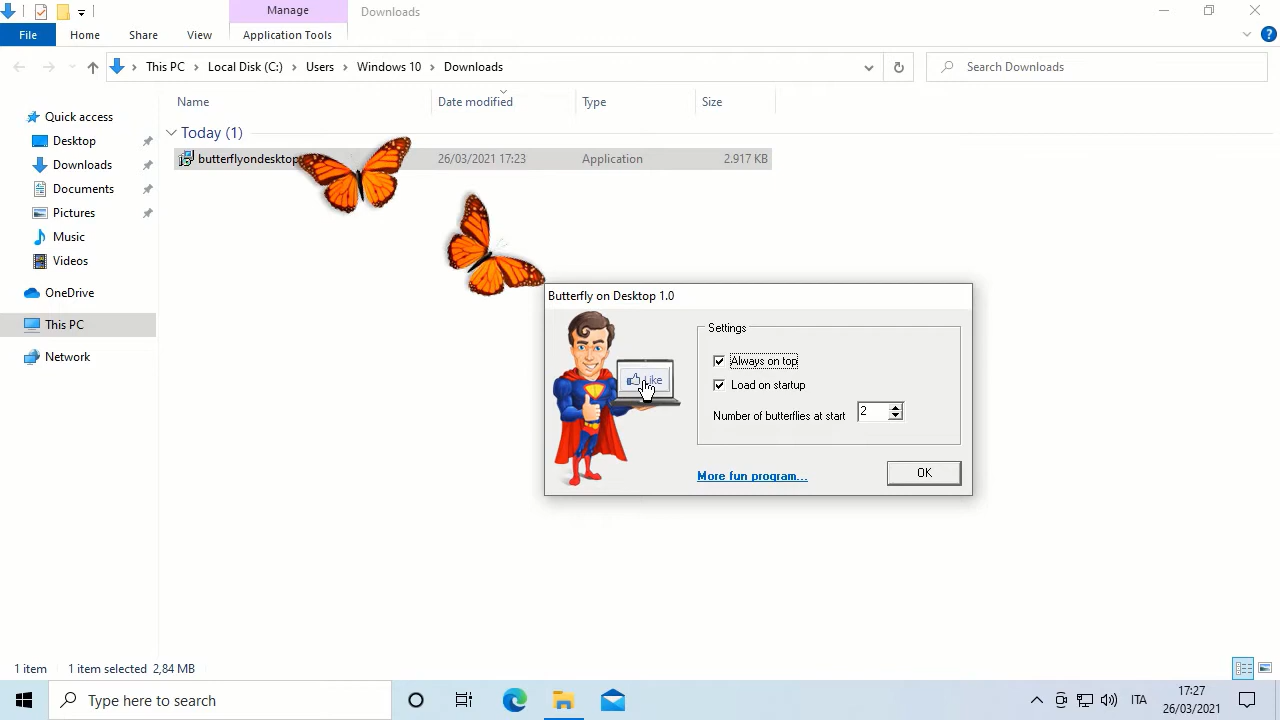 Manage
Downloads
File
Home
Share
View
Application Tools
This PC
Local Disk (C:)
Users
Windows 10
Downloads
Search Downloads
Name
Date modified
Type
Size
Quick access
Desktop
Downloads
Documents
Pictures
Music
Videos
OneDrive
This PC
Network
Today (1)
butterflyondesktop
26/03/2021 17:23
Application
2.917 KB
Butterfly on Desktop 1.0
Like
Settings
Always on top
Load on startup
Number of butterflies at start
2
More fun program...
OK
1 item
1 item selected 2,84 MB
Type here to search
ITA
17:27
26/03/2021